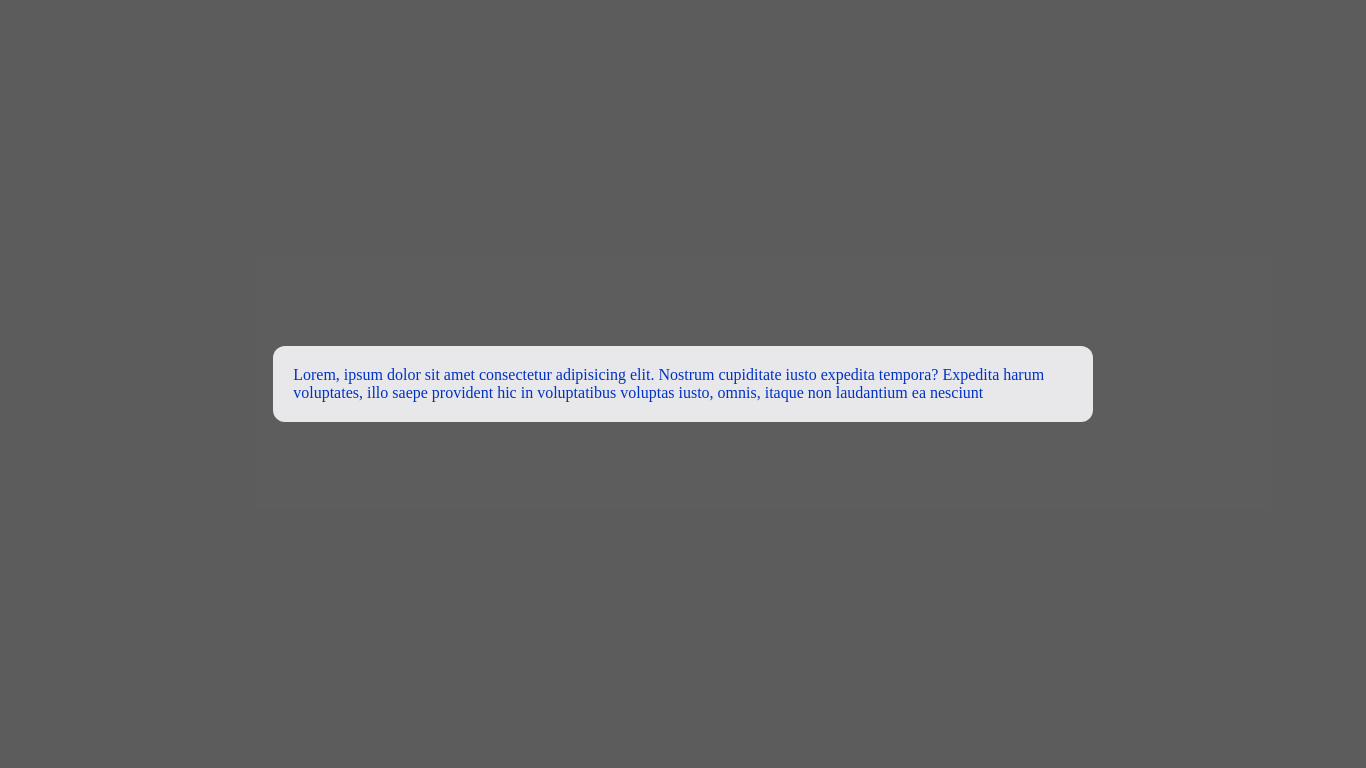 Lorem, ipsum dolor sit amet consectetur adipisicing elit. Nostrum cupiditate iusto expedita tempora? Expedita harum
voluptates, illo saepe provident hic in voluptatibus voluptas iusto, omnis, itaque non laudantium ea nesciunt